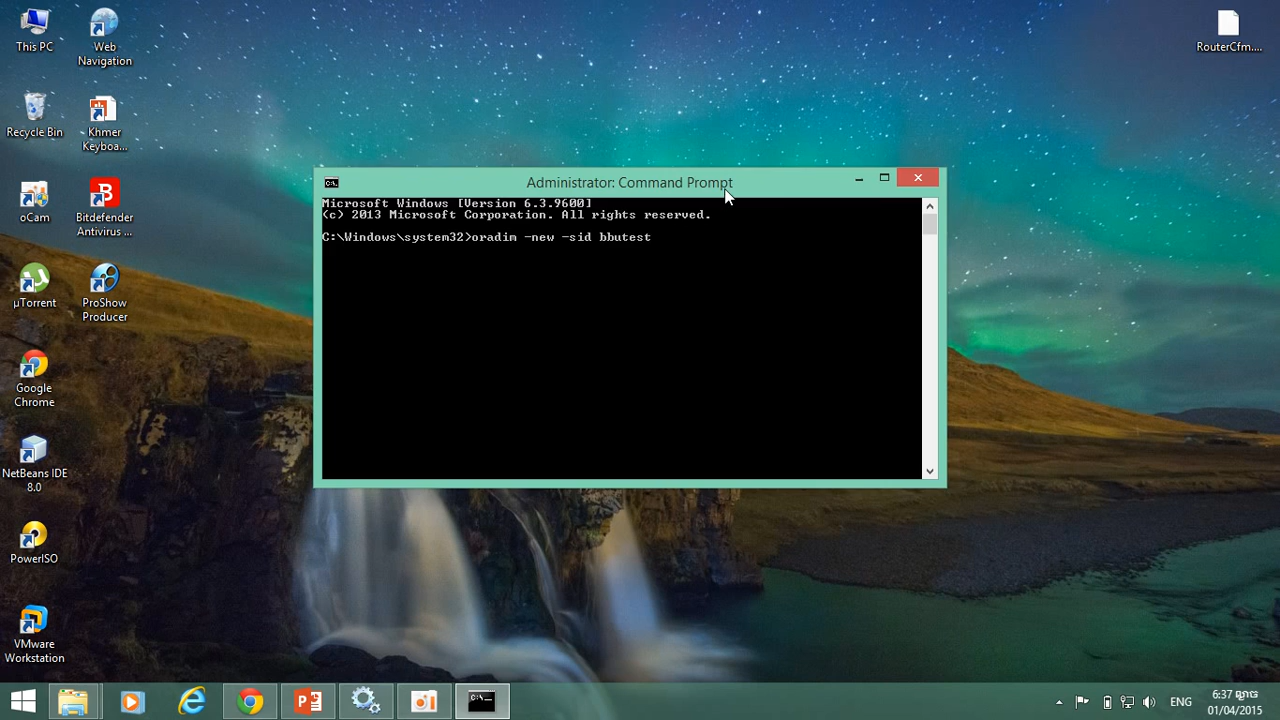 This PC
Web
Navigation
RouterCfm....
Recycle Bin
Khmer
Keyboa...
oCam
Bitdefender
Antivirus ...
µTorrent
ProShow
Producer
Google
Chrome
NetBeans IDE
8.0
PowerISO
VMware
Workstation
Administrator: Command Prompt
Microsoft Windows [Version 6.3.9600]
(c) 2013 Microsoft Corporation. All rights reserved.
C:\Windows\system32>oradim -new -sid bbutest
ENG
6:37
01/04/2015